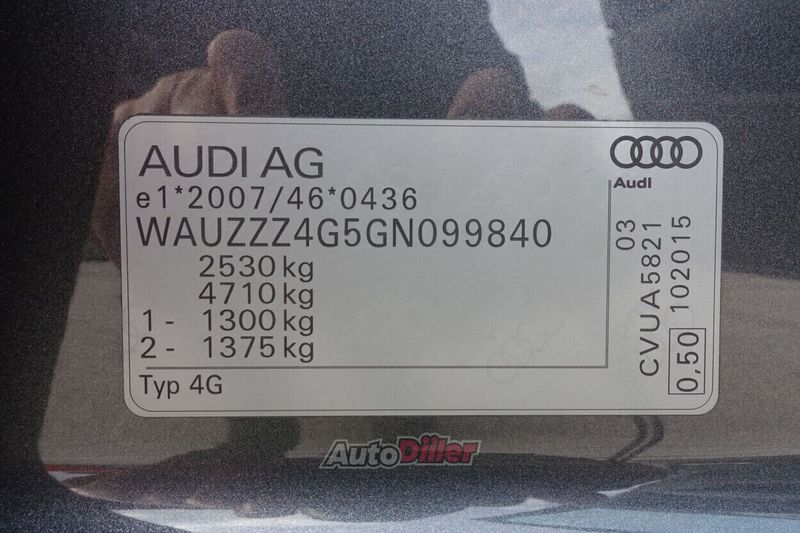 AUDI AG
Audi
e1*2007/46*0436
WAUZZZ4G5GN099840
2530 kg
4710 kg
1 - 1300 kg
2 - 1375 kg
Typ 4G
03
CVUA5821
0,50 102015
AutoDiller